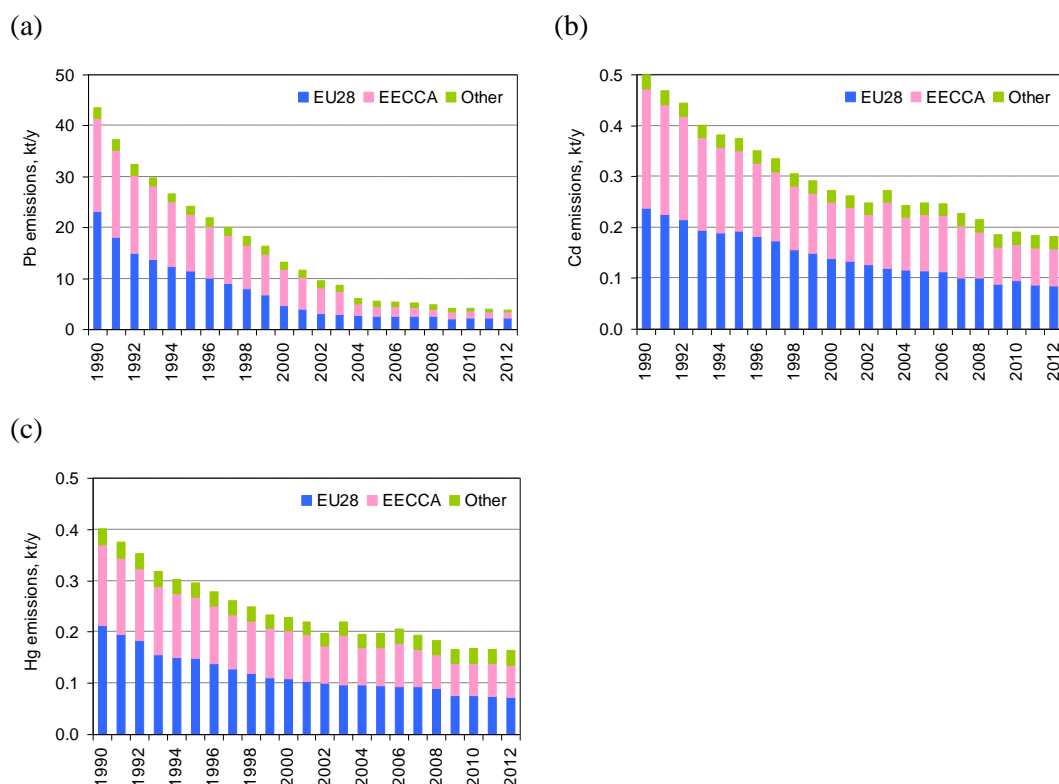 (a)
Pb emissions, kt/y
50
40
30
20
10
0
EU28 EECCA Other
1990 1992 1994 1996 1998 2000 2002 2004 2006 2008 2010 2012
(b)
Cd emissions, kt/y
0.5
0.4
0.3
0.2
0.1
0.0
EU28 EECCA Other
1990 1992 1994 1996 1998 2000 2002 2004 2006 2008 2010 2012
(c)
Hg emissions, kt/y
0.5
0.4
0.3
0.2
0.1
0.0
EU28 EECCA Other
1990 1992 1994 1996 1998 2000 2002 2004 2006 2008 2010 2012